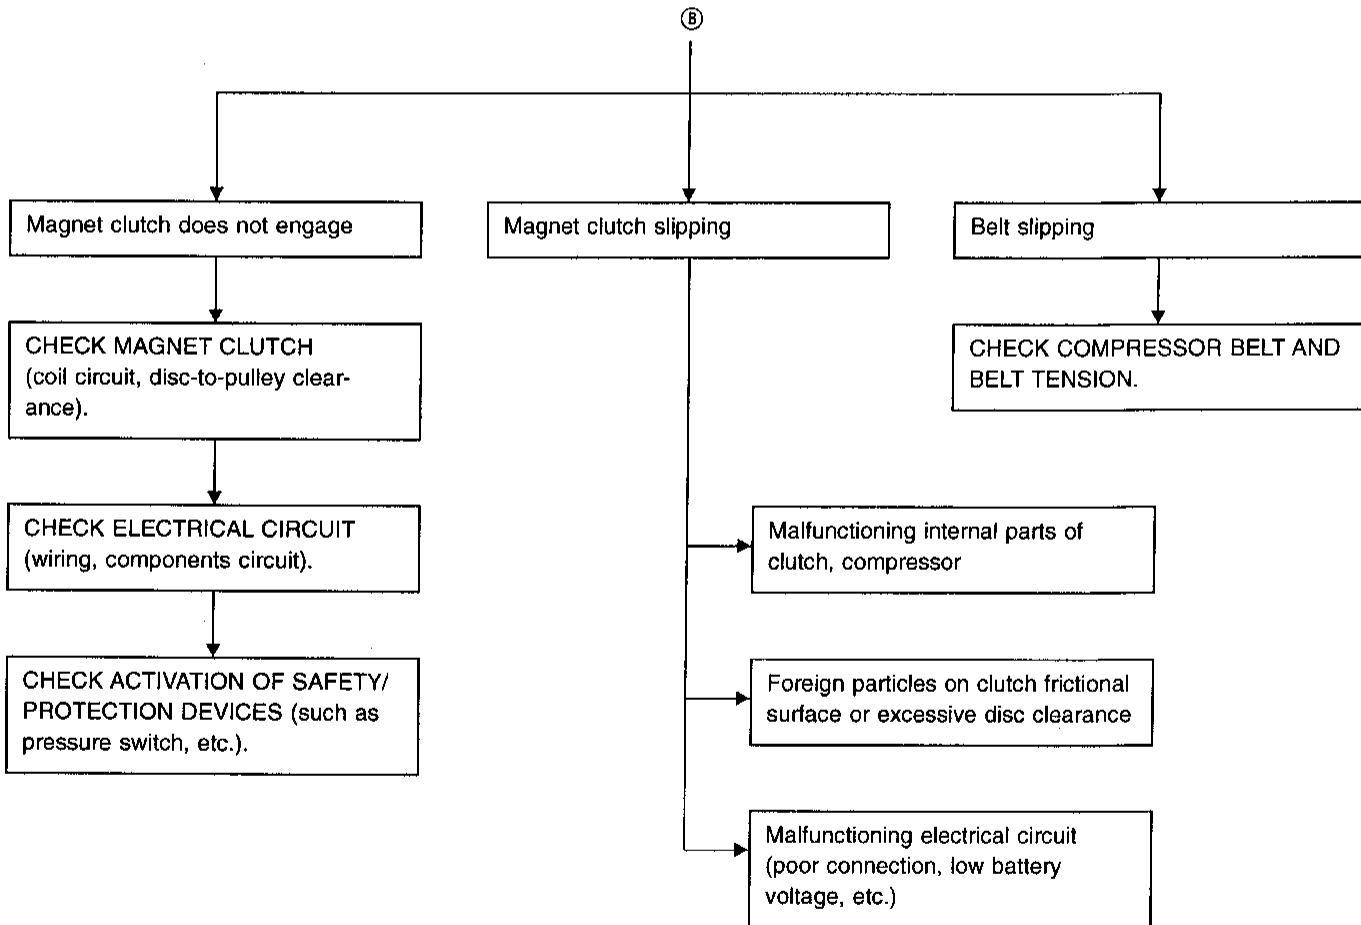 B
Magnet clutch does not engage
Magnet clutch slipping
Belt slipping
CHECK MAGNET CLUTCH
(coil circuit, disc-to-pulley clear-
ance).
CHECK COMPRESSOR BELT AND
BELT TENSION.
CHECK ELECTRICAL CIRCUIT
(wiring, components circuit).
Malfunctioning internal parts of
clutch, compressor
CHECK ACTIVATION OF SAFETY/
PROTECTION DEVICES (such as
pressure switch, etc.).
Foreign particles on clutch frictional
surface or excessive disc clearance
Malfunctioning electrical circuit
(poor connection, low battery
voltage, etc.)